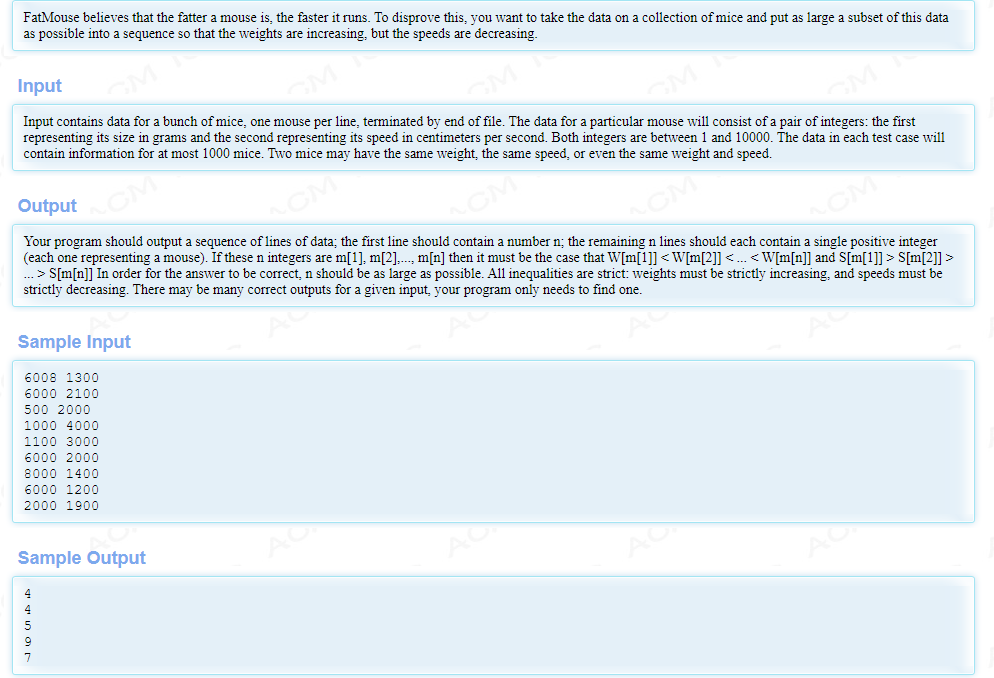 FatMouse believes that the fatter a mouse is, the faster it runs. To disprove this, you want to take the data on a collection of mice and put as large a subset of this data
as possible into a sequence so that the weights are increasing, but the speeds are decreasing.
Input
Input contains data for a bunch of mice, one mouse per line, terminated by end of file. The data for a particular mouse will consist of a pair of integers: the first
representing its size in grams and the second representing its speed in centimeters per second. Both integers are between 1 and 10000. The data in each test case will
contain information for at most 1000 mice. Two mice may have the same weight, the same speed, or even the same weight and speed.
Output
Your program should output a sequence of lines of data; the first line should contain a number n; the remaining n lines should each contain a single positive integer
(each one representing a mouse). If these n integers are m[1], m[2],..., m[n] then it must be the case that W[m[1]] < W[m[2]] < ... < W[m[n]] and S[m[1]] > S[m[2]] >
... > S[m[n]] In order for the answer to be correct, n should be as large as possible. All inequalities are strict: weights must be strictly increasing, and speeds must be
strictly decreasing. There may be many correct outputs for a given input, your program only needs to find one.
Sample Input
6008 1300
6000 2100
500 2000
1000 4000
1100 3000
6000 2000
8000 1400
6000 1200
2000 1900
Sample Output
4
4
5
9
7